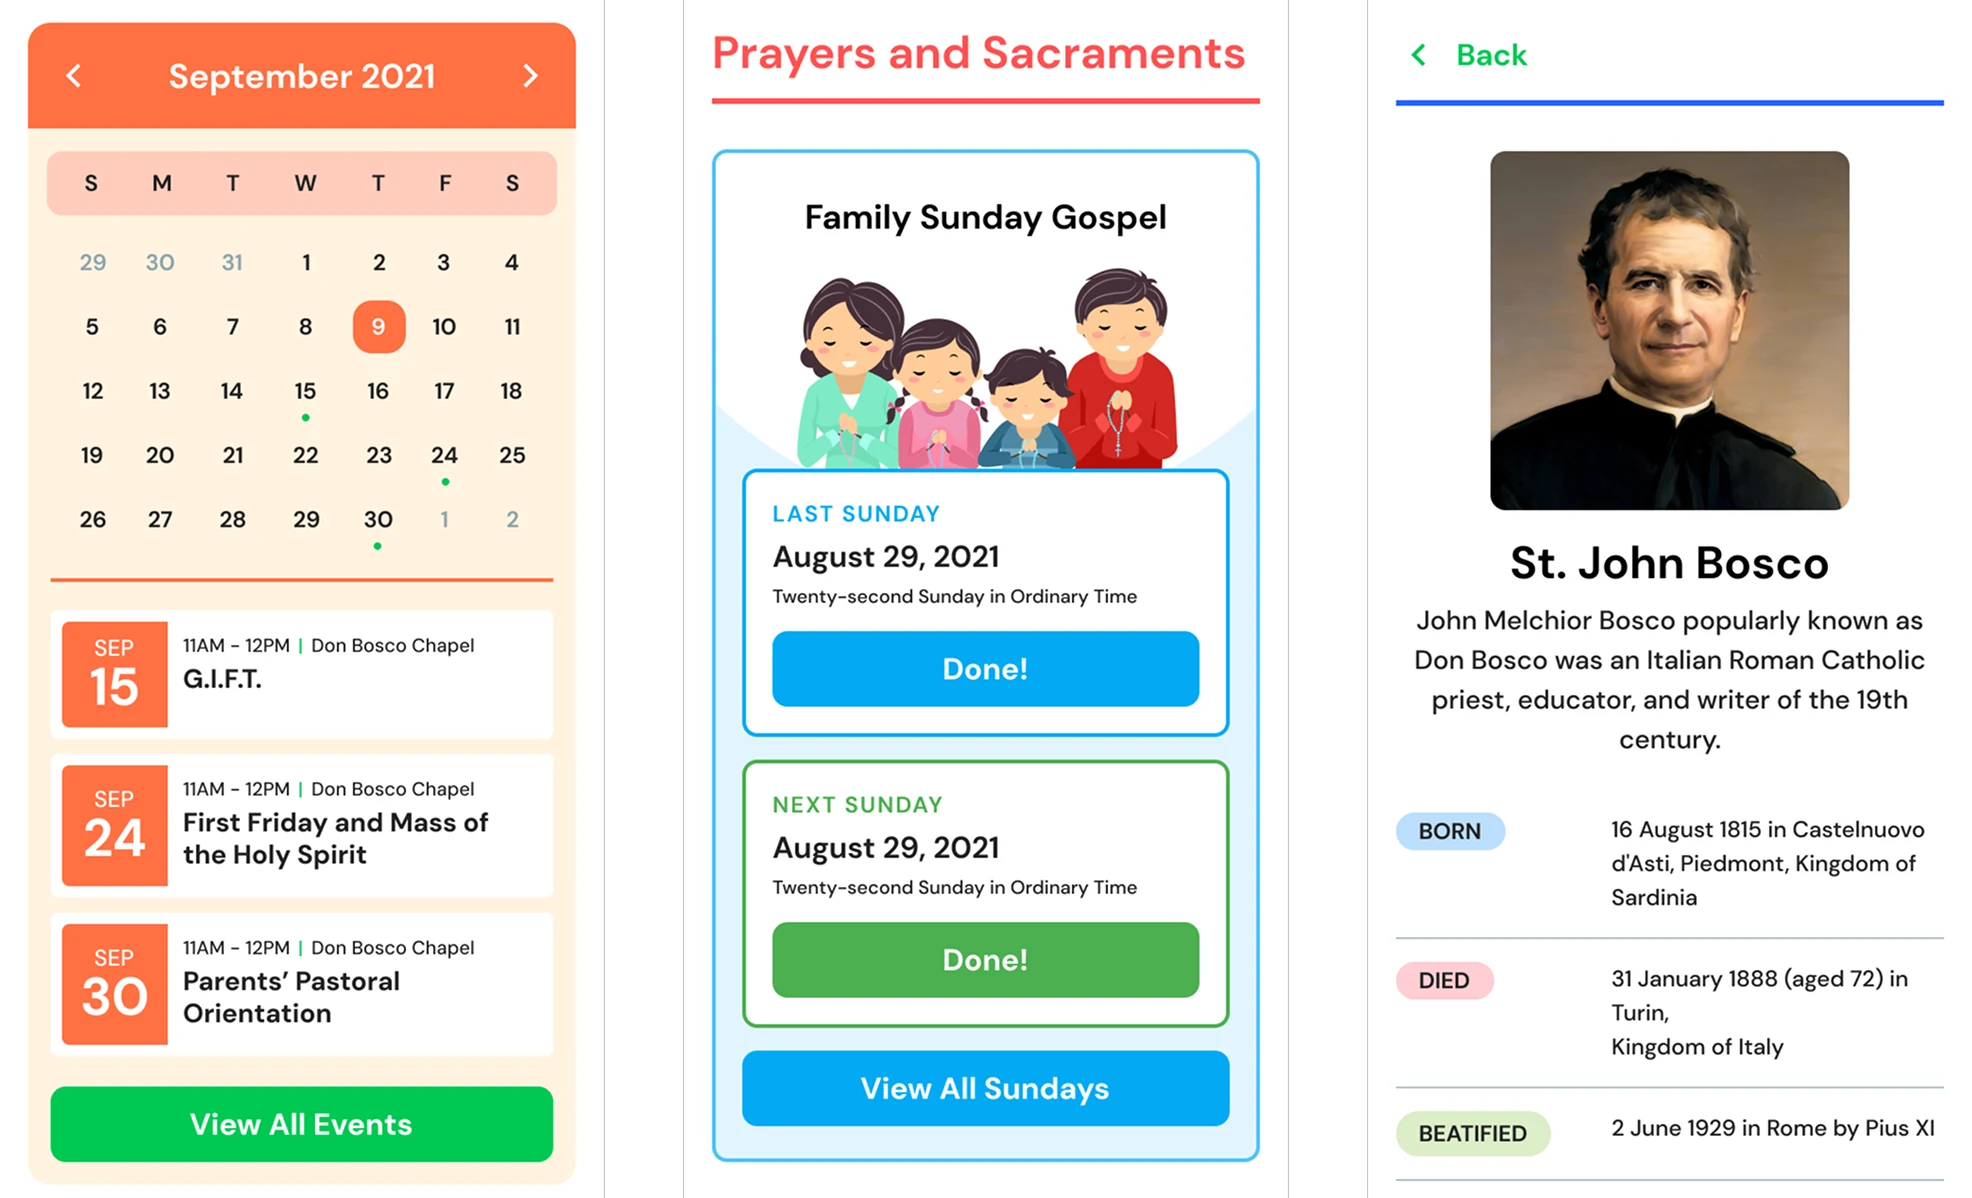 September 2021
S M T W T F S
29 30 31 1 2 3 4
5 6 7 8 9 10 11
12 13 14 15 16 17 18
19 20 21 22 23 24 25
26 27 28 29 30 1 2
SEP
15
11AM - 12PM | Don Bosco Chapel
G.I.F.T.
SEP
24
11AM - 12PM | Don Bosco Chapel
First Friday and Mass of
the Holy Spirit
SEP
30
11AM - 12PM | Don Bosco Chapel
Parents’ Pastoral
Orientation
View All Events
Prayers and Sacraments
Family Sunday Gospel
LAST SUNDAY
August 29, 2021
Twenty-second Sunday in Ordinary Time
Done!
NEXT SUNDAY
August 29, 2021
Twenty-second Sunday in Ordinary Time
Done!
View All Sundays
Back
St. John Bosco
John Melchior Bosco popularly known as
Don Bosco was an Italian Roman Catholic
priest, educator, and writer of the 19th
century.
BORN
16 August 1815 in Castelnuovo
d'Asti, Piedmont, Kingdom of
Sardinia
DIED
31 January 1888 (aged 72) in
Turin,
Kingdom of Italy
BEATIFIED
2 June 1929 in Rome by Pius XI